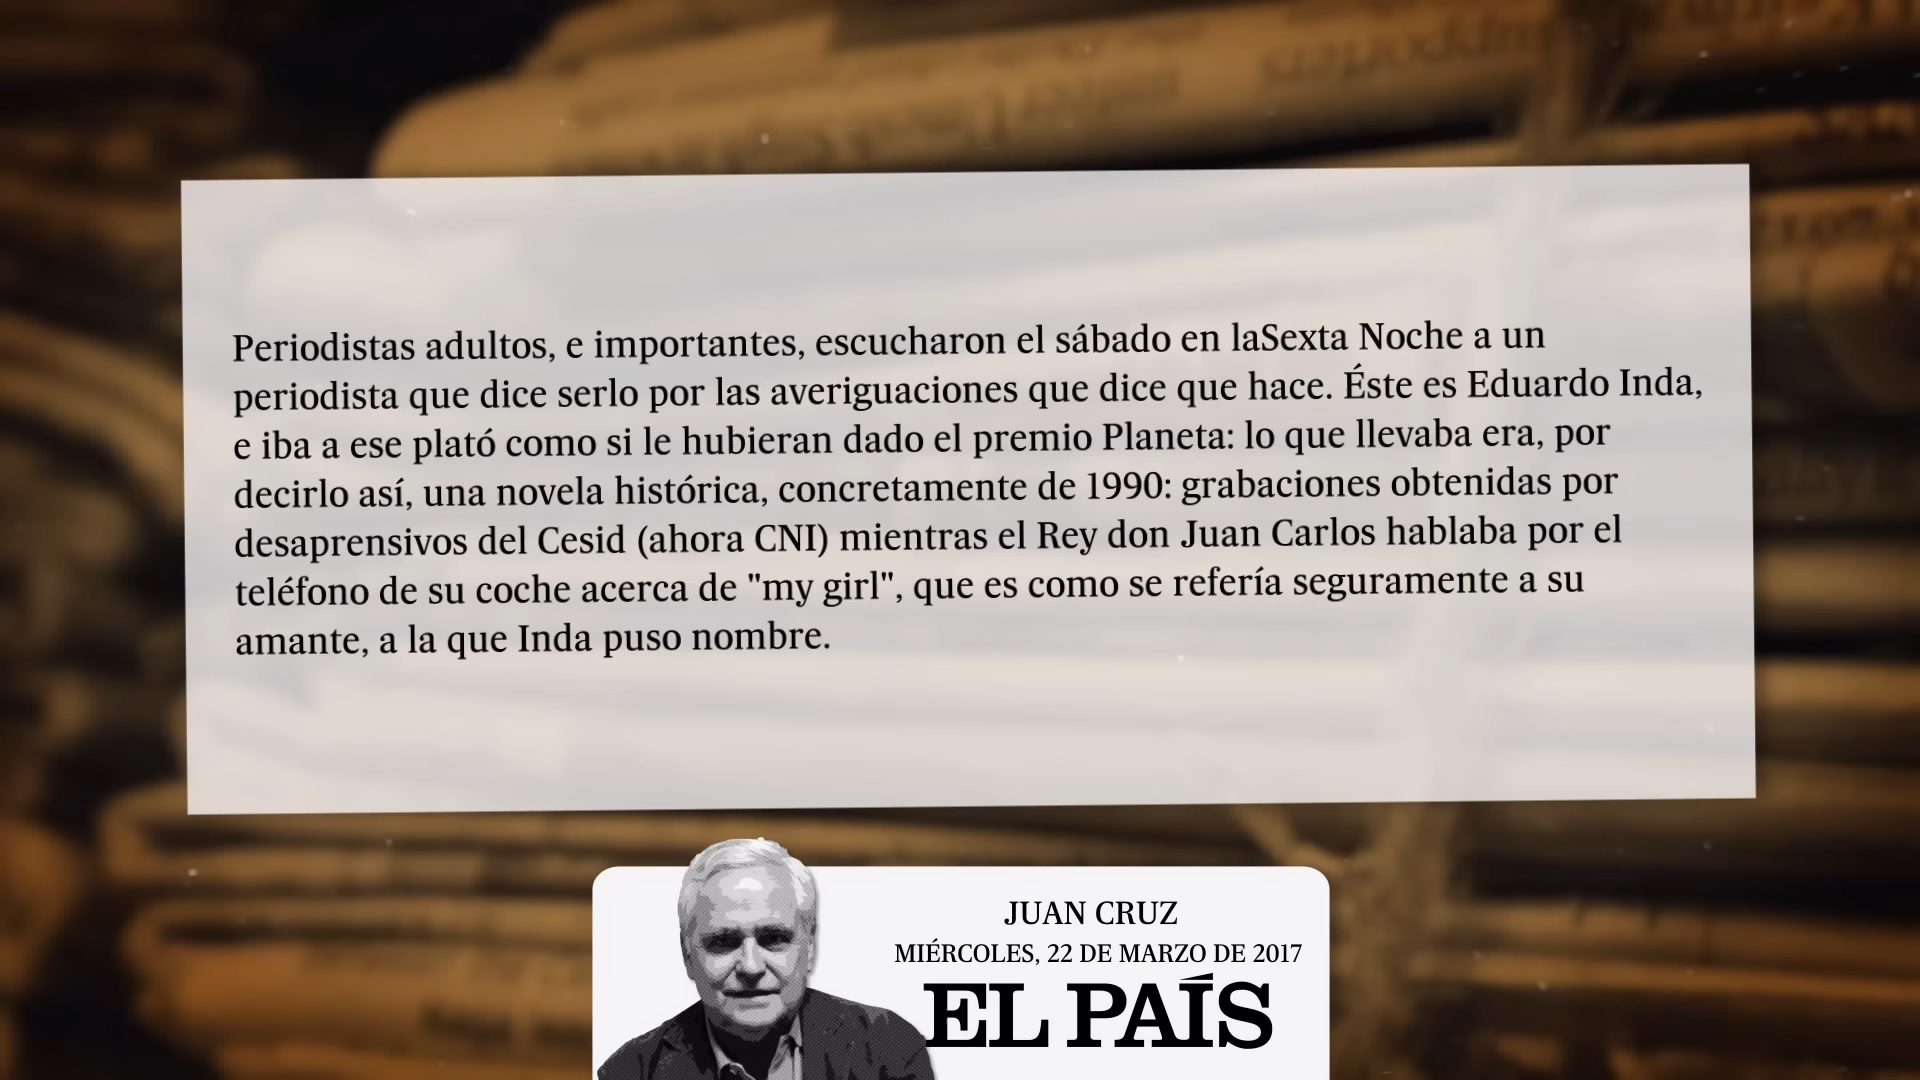 Periodistas adultos, e importantes, escucharon el sábado en laSexta Noche a un
periodista que dice serlo por las averiguaciones que dice que hace. Éste es Eduardo Inda,
e iba a ese plató como si le hubieran dado el premio Planeta: lo que llevaba era, por
decirlo así, una novela histórica, concretamente de 1990: grabaciones obtenidas por
desaprensivos del Cesid (ahora CNI) mientras el Rey don Juan Carlos hablaba por el
teléfono de su coche acerca de "my girl", que es como se refería seguramente a su
amante, a la que Inda puso nombre.
JUAN CRUZ
MIÉRCOLES, 22 DE MARZO DE 2017
EL PAÍS